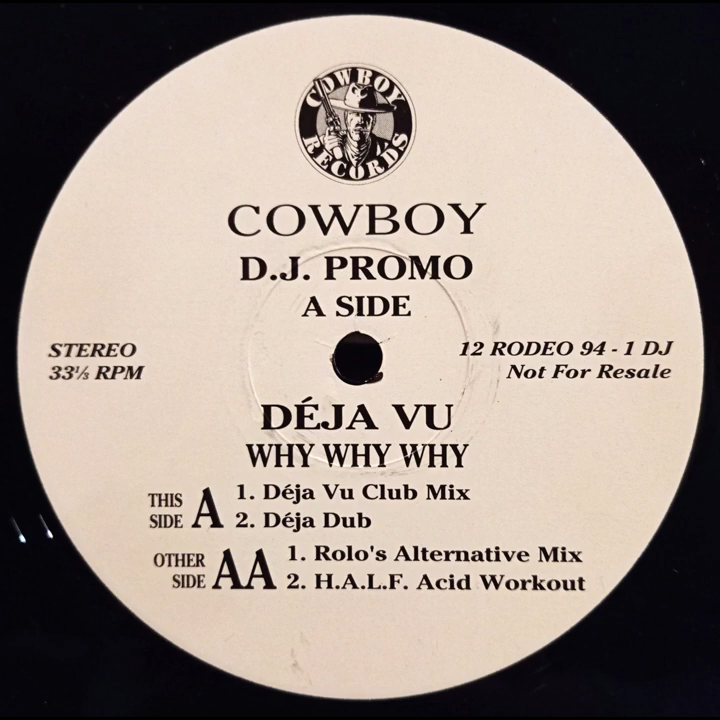 COWBOY
RECORDS
COWBOY
D.J. PROMO
A SIDE
STEREO
33⅓ RPM
12 RODEO 94 - 1 DJ
Not For Resale
DÉJA VU
WHY WHY WHY
THIS SIDE A
1. Déja Vu Club Mix
2. Déja Dub
OTHER SIDE AA
1. Rolo's Alternative Mix
2. H.A.L.F. Acid Workout